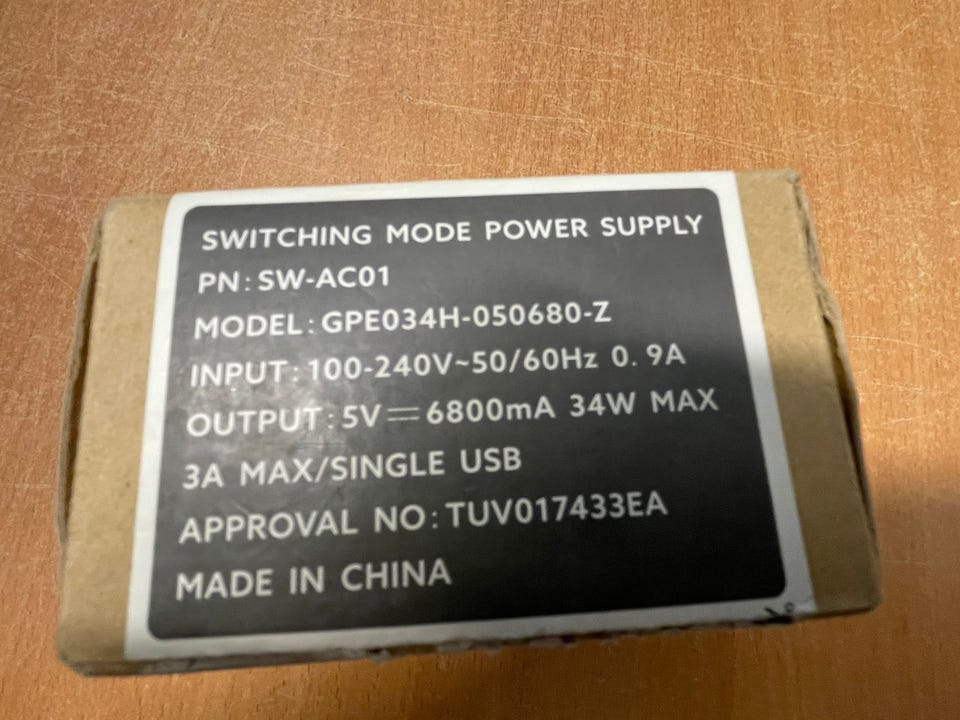 SWITCHING MODE POWER SUPPLY
PN: SW-AC01
MODEL: GPE034H-050680-Z
INPUT: 100-240V~50/60Hz 0.9A
OUTPUT: 5V⎓6800mA 34W MAX
3A MAX/SINGLE USB
APPROVAL NO: TUV017433EA
MADE IN CHINA